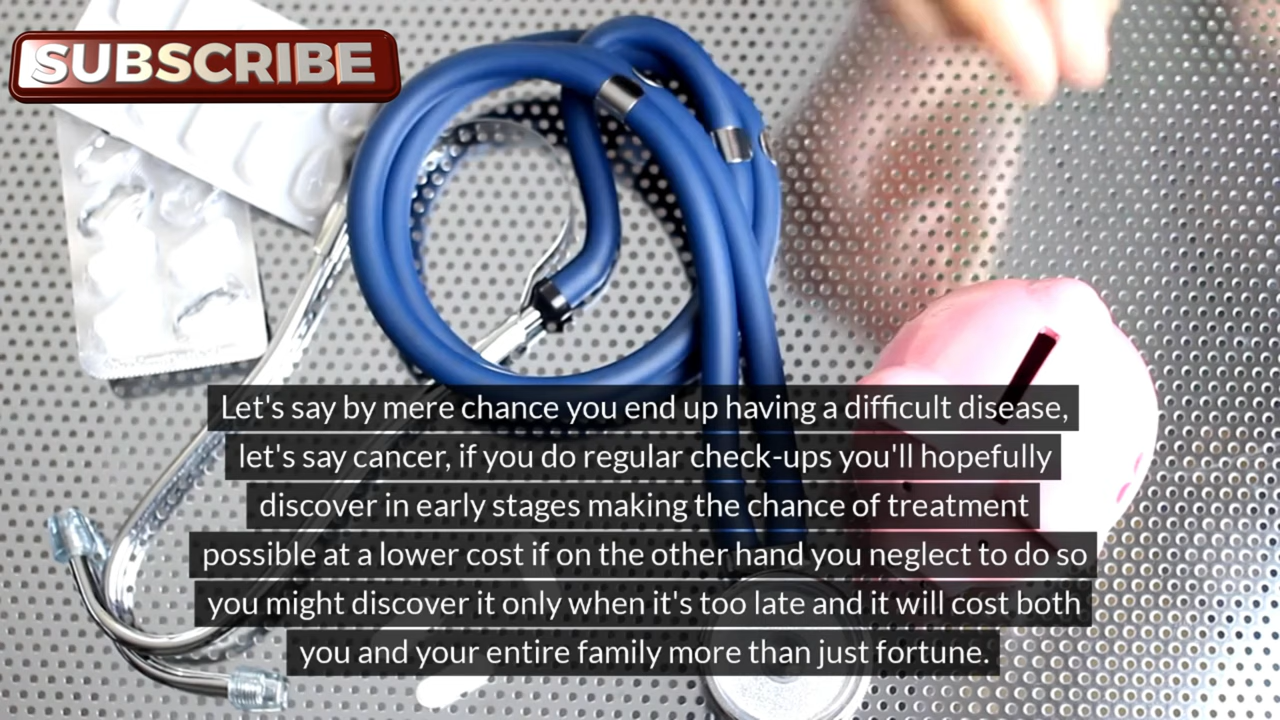 SUBSCRIBE
Let's say by mere chance you end up having a difficult disease,
let's say cancer, if you do regular check-ups you'll hopefully
discover in early stages making the chance of treatment
possible at a lower cost if on the other hand you neglect to do so
you might discover it only when it's too late and it will cost both
you and your entire family more than just fortune.